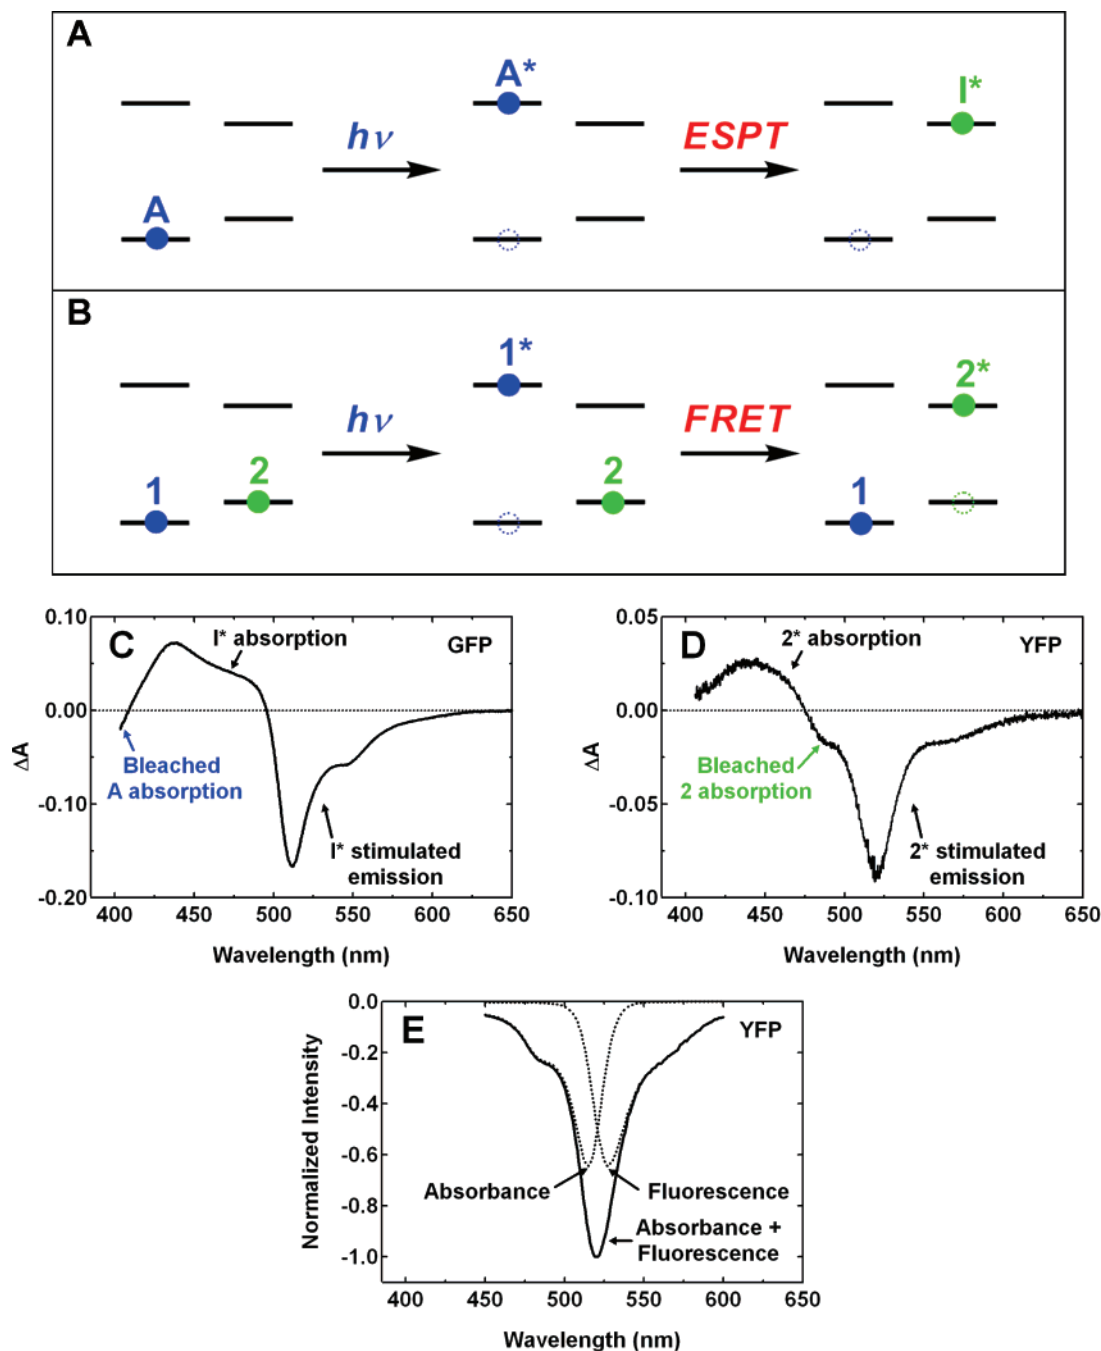 A
A*
I*
hν
ESPT
A
B
1*
2*
hν
FRET
1
2
2
1
C
GFP
I* absorption
Bleached
A absorption
I* stimulated
emission
0.10
0.00
-0.10
-0.20
ΔA
400 450 500 550 600 650
Wavelength (nm)
D
YFP
2* absorption
Bleached
2 absorption
2* stimulated
emission
0.05
0.00
-0.05
-0.10
ΔA
400 450 500 550 600 650
Wavelength (nm)
E
YFP
0.0
-0.2
-0.4
-0.6
-0.8
-1.0
Normalized Intensity
Absorbance
Fluorescence
Absorbance +
Fluorescence
400 450 500 550 600 650
Wavelength (nm)